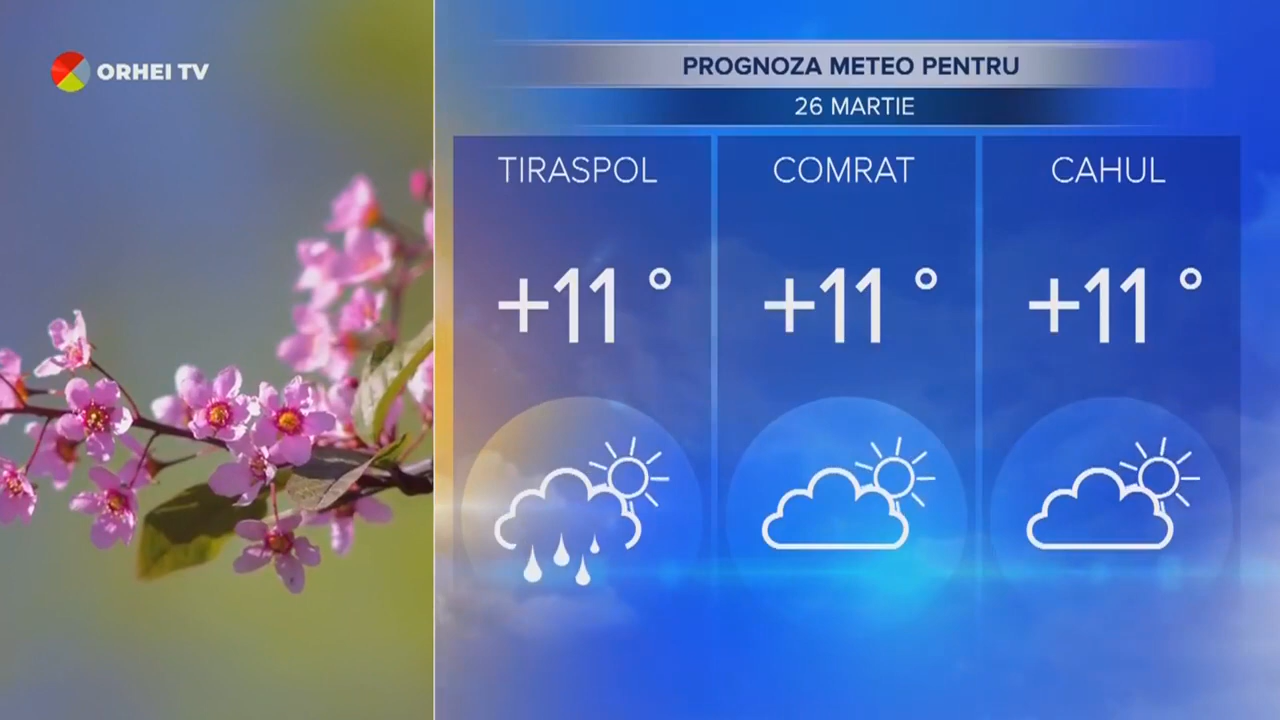 ORHEI TV
PROGNOZA METEO PENTRU
26 MARTIE
TIRASPOL
COMRAT
CAHUL
+11 °
+11 °
+11 °